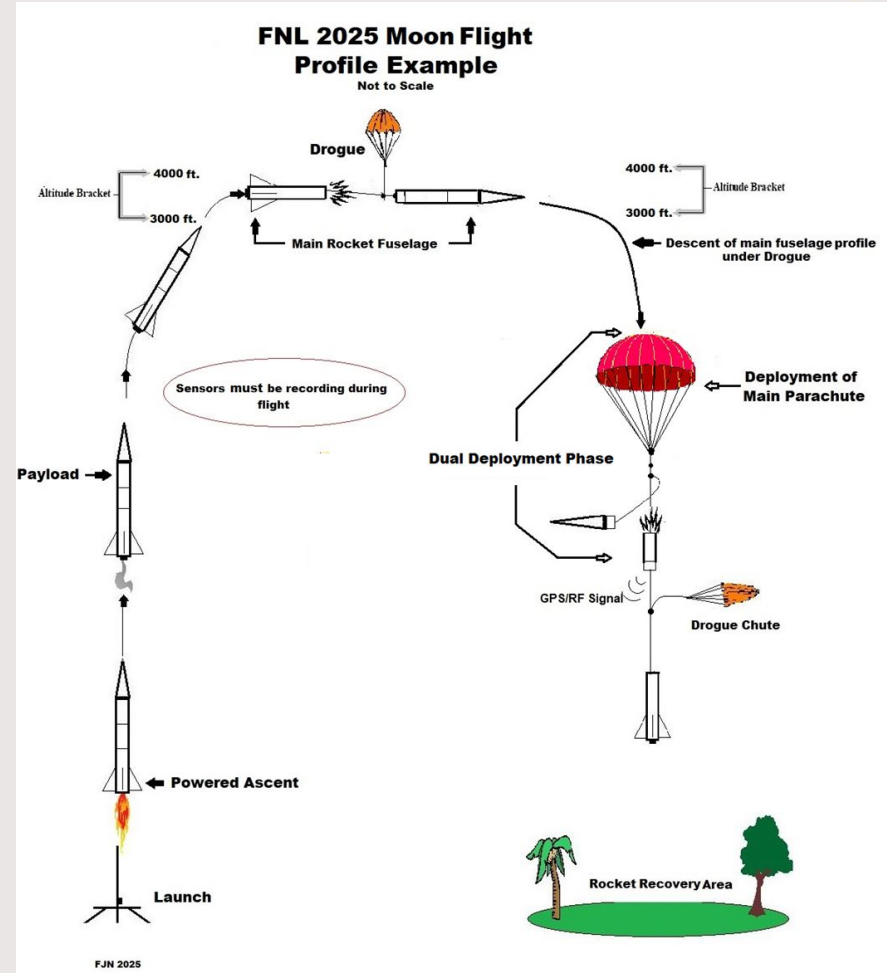 FNL 2025 Moon Flight
Profile Example
Not to Scale
Drogue
4000 ft.
Altitude Bracket
3000 ft.
4000 ft.
Altitude Bracket
3000 ft.
Main Rocket Fuselage
Descent of main fuselage profile
under Drogue
Sensors must be recording during
flight
Deployment of
Main Parachute
Payload
Dual Deployment Phase
GPS/RF Signal
Drogue Chute
Powered Ascent
Launch
Rocket Recovery Area
FJN 2025